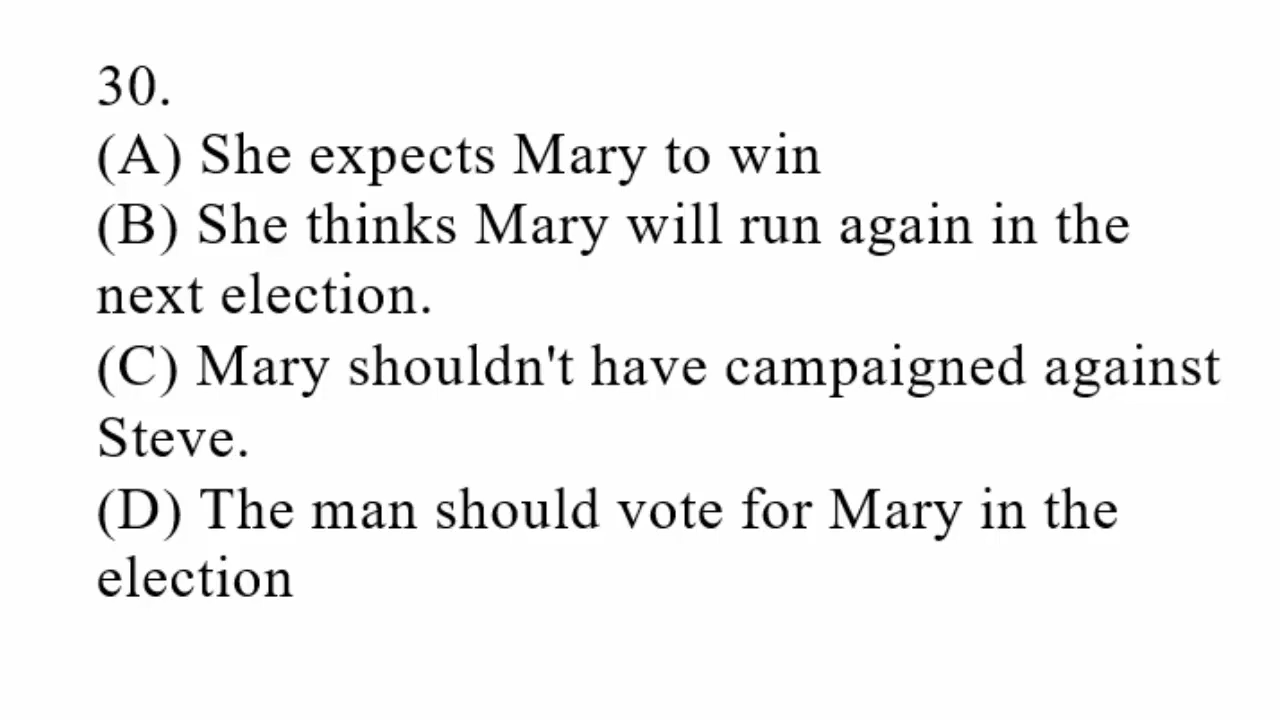 30.
(A) She expects Mary to win
(B) She thinks Mary will run again in the
next election.
(C) Mary shouldn't have campaigned against
Steve.
(D) The man should vote for Mary in the
election